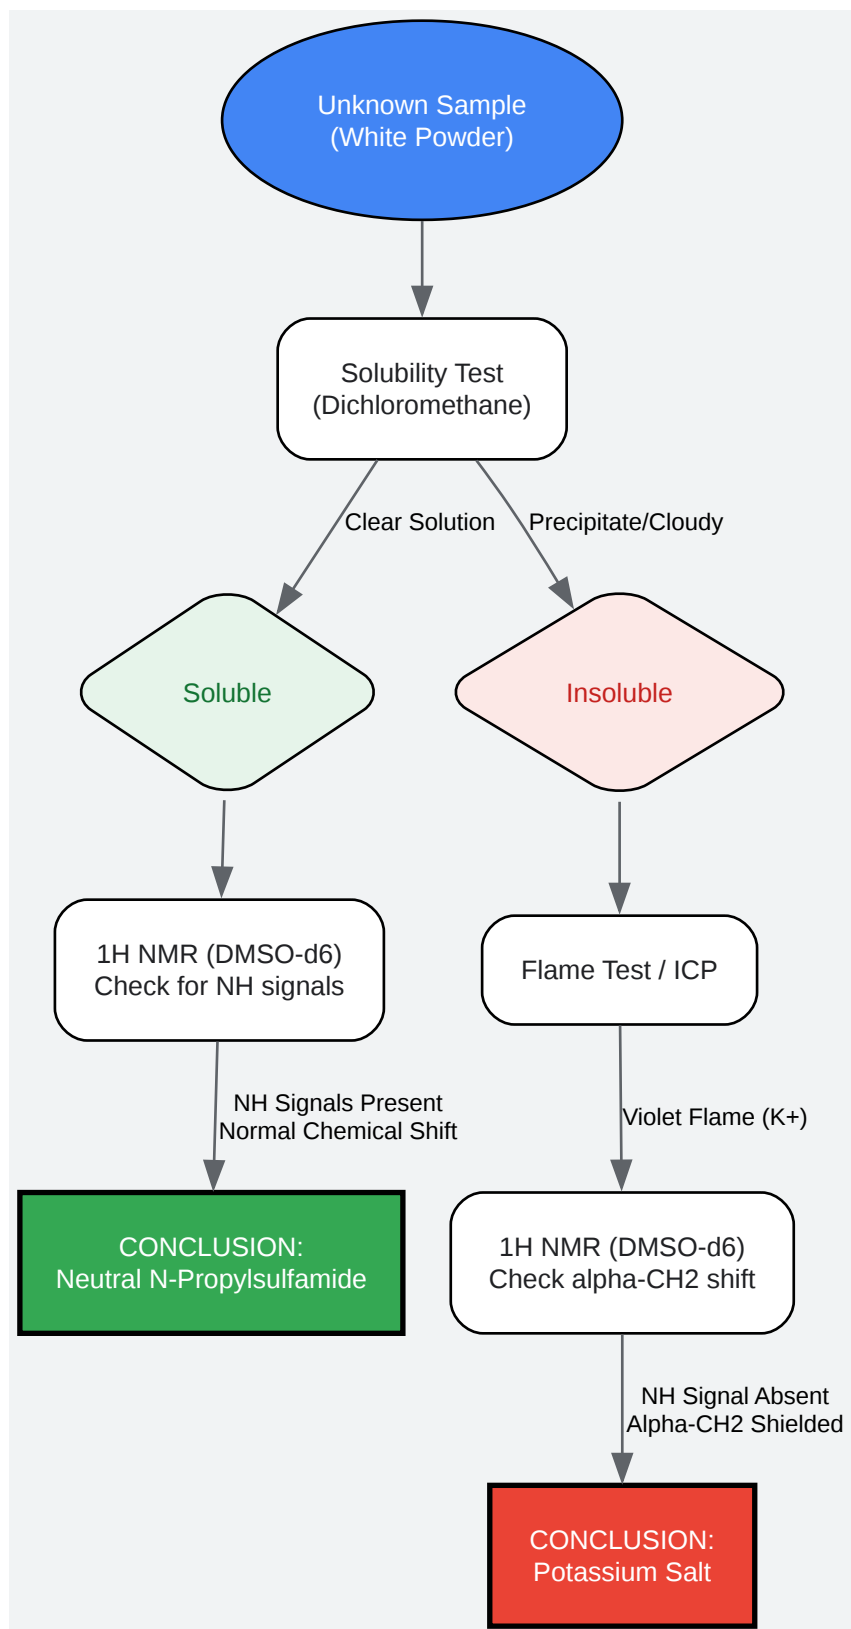 Unknown Sample
(White Powder)
Solubility Test
(Dichloromethane)
Clear Solution
Precipitate/Cloudy
Soluble
Insoluble
1H NMR (DMSO-d6)
Check for NH signals
Flame Test / ICP
NH Signals Present
Normal Chemical Shift
Violet Flame (K+)
CONCLUSION:
Neutral N-Propylsulfamide
1H NMR (DMSO-d6)
Check alpha-CH2 shift
NH Signal Absent
Alpha-CH2 Shielded
CONCLUSION:
Potassium Salt